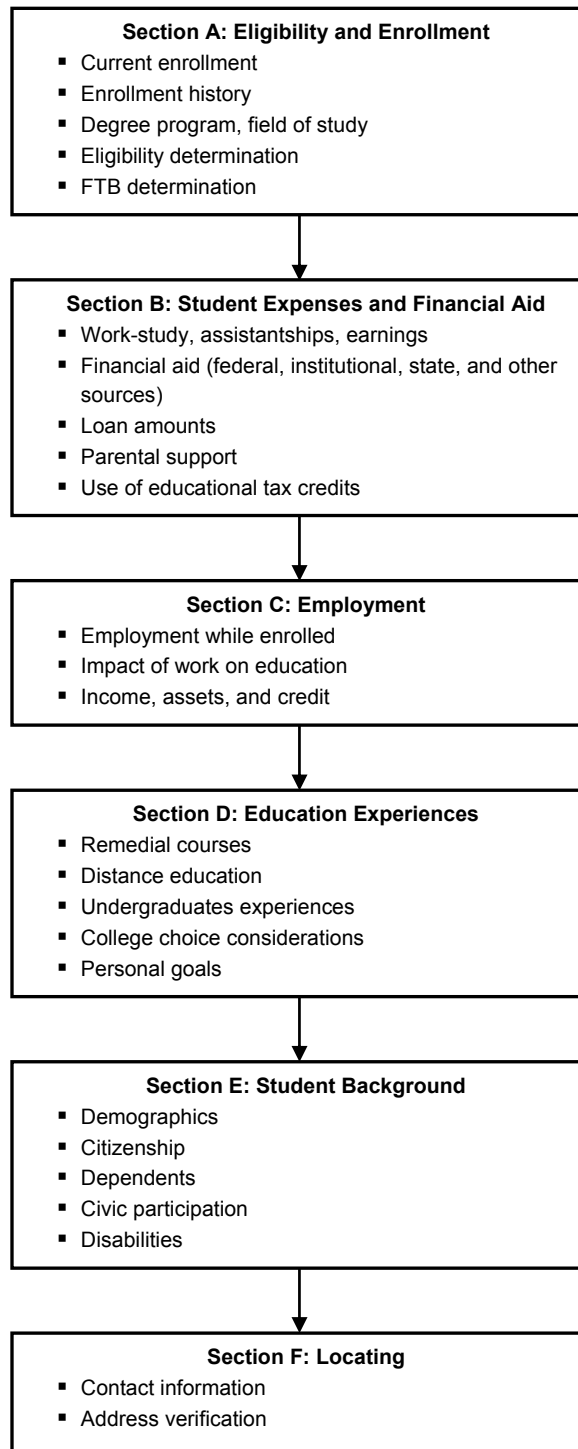 Section A: Eligibility and Enrollment
▪ Current enrollment
▪ Enrollment history
▪ Degree program, field of study
▪ Eligibility determination
▪ FTB determination
Section B: Student Expenses and Financial Aid
▪ Work-study, assistantships, earnings
▪ Financial aid (federal, institutional, state, and other
sources)
▪ Loan amounts
▪ Parental support
▪ Use of educational tax credits
Section C: Employment
▪ Employment while enrolled
▪ Impact of work on education
▪ Income, assets, and credit
Section D: Education Experiences
▪ Remedial courses
▪ Distance education
▪ Undergraduates experiences
▪ College choice considerations
▪ Personal goals
Section E: Student Background
▪ Demographics
▪ Citizenship
▪ Dependents
▪ Civic participation
▪ Disabilities
Section F: Locating
▪ Contact information
▪ Address verification